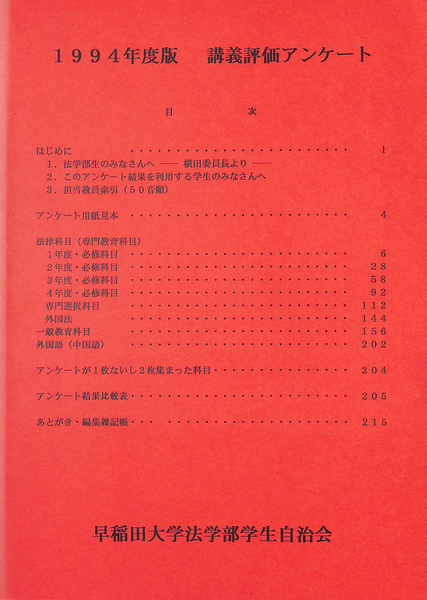 1994年度版　講義評価アンケート
目　次
はじめに ・・・・・・・・・・・・・・・・・・・・・・・・ 1
1．法学部生のみなさんへ ── 横田委員長より ──
2．このアンケート結果を利用する学生のみなさんへ
3．担当教員索引（50音順）
アンケート用紙見本 ・・・・・・・・・・・・・・・・・・・・・・・・ 4
法律科目（専門教育科目）
1年度・必修科目 ・・・・・・・・・・・・・・・・・・・・・・・・ 6
2年度・必修科目 ・・・・・・・・・・・・・・・・・・・・・・・・ 28
3年度・必修科目 ・・・・・・・・・・・・・・・・・・・・・・・・ 58
4年度・必修科目 ・・・・・・・・・・・・・・・・・・・・・・・・ 92
専門選択科目 ・・・・・・・・・・・・・・・・・・・・・・・ 112
外国法 ・・・・・・・・・・・・・・・・・・・・・・・ 144
一般教育科目 ・・・・・・・・・・・・・・・・・・・・・・・ 156
外国語（中国語） ・・・・・・・・・・・・・・・・・・・・・・・ 202
アンケートが1枚ないし2枚集まった科目・・・・・・・・・・・・・・・ 204
アンケート結果比較表・・・ ・・・・・・・・・・・・・・・・・・・・ 205
あとがき・編集雑記帳・・・ ・・・・・・・・・・・・・・・・・・・・ 215
早稲田大学法学部学生自治会